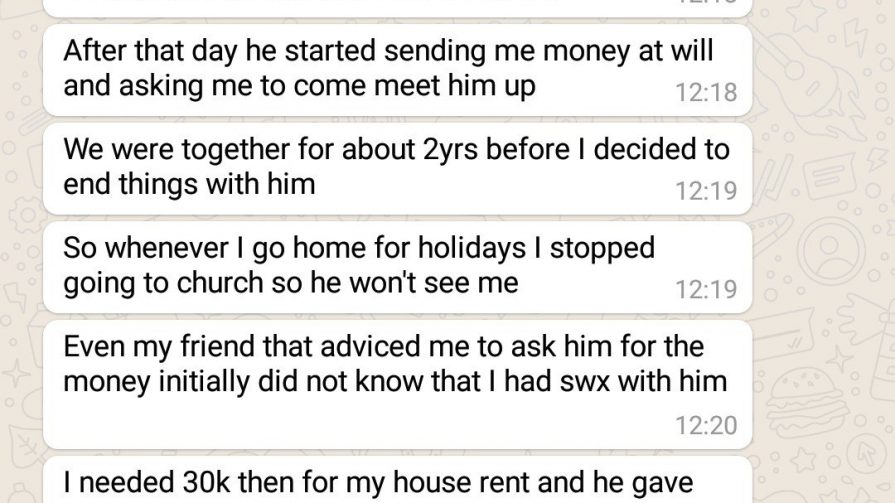 After that day he started sending me money at will
and asking me to come meet him up
12:18
We were together for about 2yrs before I decided to
end things with him
12:19
So whenever I go home for holidays I stopped
going to church so he won't see me
12:19
Even my friend that adviced me to ask him for the
money initially did not know that I had swx with him
12:20
I needed 30k then for my house rent and he gave